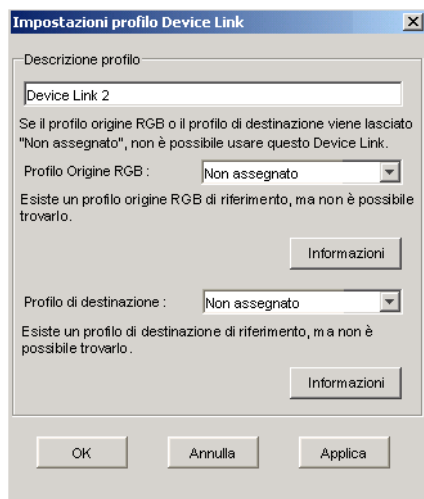 Impostazioni profilo Device Link
Descrizione profilo
Device Link 2
Se il profilo origine RGB o il profilo di destinazione viene lasciato
"Non assegnato", non è possibile usare questo Device Link.
Profilo Origine RGB : Non assegnato
Esiste un profilo origine RGB di riferimento, ma non è possibile
trovarlo.
Informazioni
Profilo di destinazione : Non assegnato
Esiste un profilo di destinazione di riferimento, ma non è
possibile trovarlo.
Informazioni
OK Annulla Applica